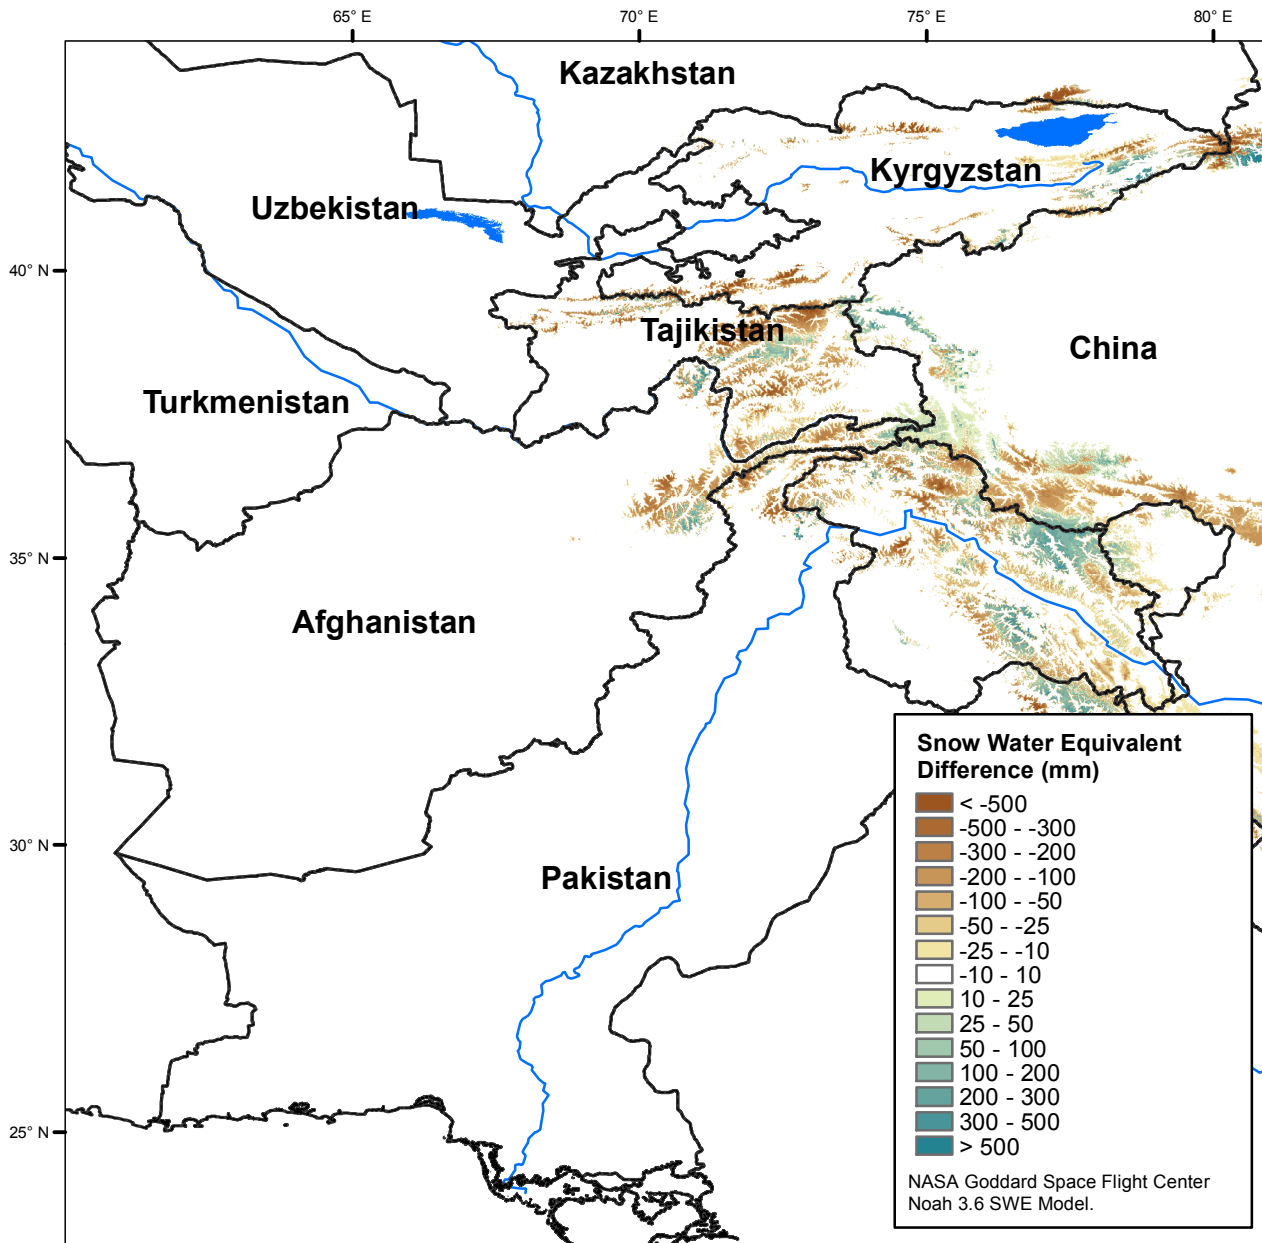 65° E
70° E
75° E
80° E
Kazakhstan
Kyrgyzstan
Uzbekistan
40° N
Tajikistan
China
Turkmenistan
35° N
Afghanistan
Snow Water Equivalent
Difference (mm)
< -500
-500 - -300
-300 - -200
-200 - -100
-100 - -50
-50 - -25
-25 - -10
-10 - 10
10 - 25
25 - 50
50 - 100
100 - 200
200 - 300
300 - 500
> 500
NASA Goddard Space Flight Center
Noah 3.6 SWE Model.
30° N
Pakistan
25° N